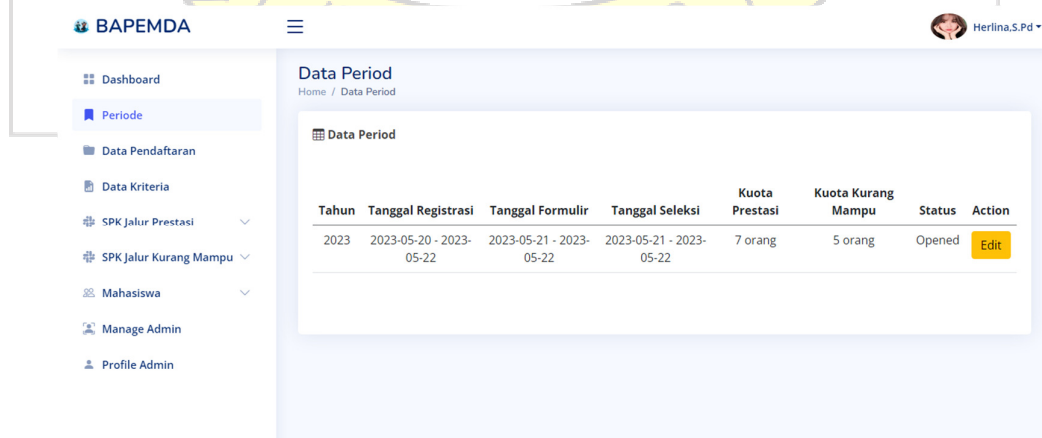 BAPEMDA
Herlina,S.Pd
Dashboard
Periode
Data Pendaftaran
Data Kriteria
SPK Jalur Prestasi
SPK Jalur Kurang Mampu
Mahasiswa
Manage Admin
Profile Admin
Data Period
Home / Data Period
Data Period
Kuota Kuota Kurang
Tahun Tanggal Registrasi Tanggal Formulir Tanggal Seleksi Prestasi Mampu Status Action
2023 2023-05-20 - 2023- 2023-05-21 - 2023- 2023-05-21 - 2023- 7 orang 5 orang Opened Edit
05-22 05-22 05-22